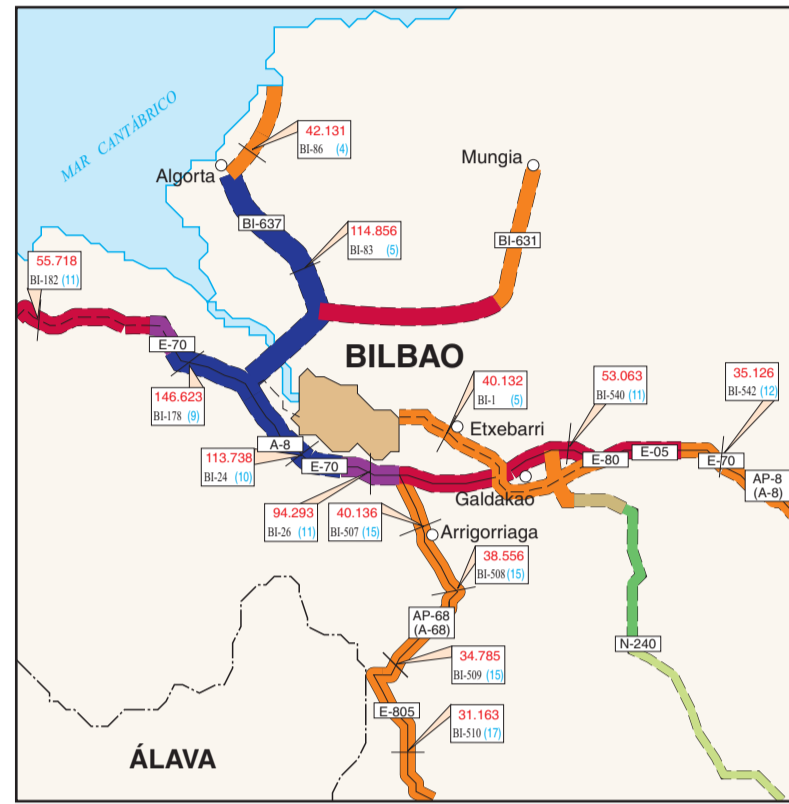 MAR CANTÁBRICO
42.131
BI-86 (4)
Algorta
Mungia
BI-637
114.856
BI-83 (5)
BI-631
55.718
BI-182 (11)
E-70
BILBAO
146.623
BI-178 (9)
40.132
BI-1 (5)
53.063
BI-540 (11)
35.126
BI-542 (12)
Etxebarri
A-8
113.738
BI-24 (10)
E-70
E-80
E-05
E-70
AP-8
(A-8)
Galdakao
94.293
BI-26 (11)
40.136
BI-507 (15)
Arrigorriaga
38.556
BI-508 (15)
AP-68
(A-68)
N-240
34.785
BI-509 (15)
E-805
31.163
BI-510 (17)
ÁLAVA